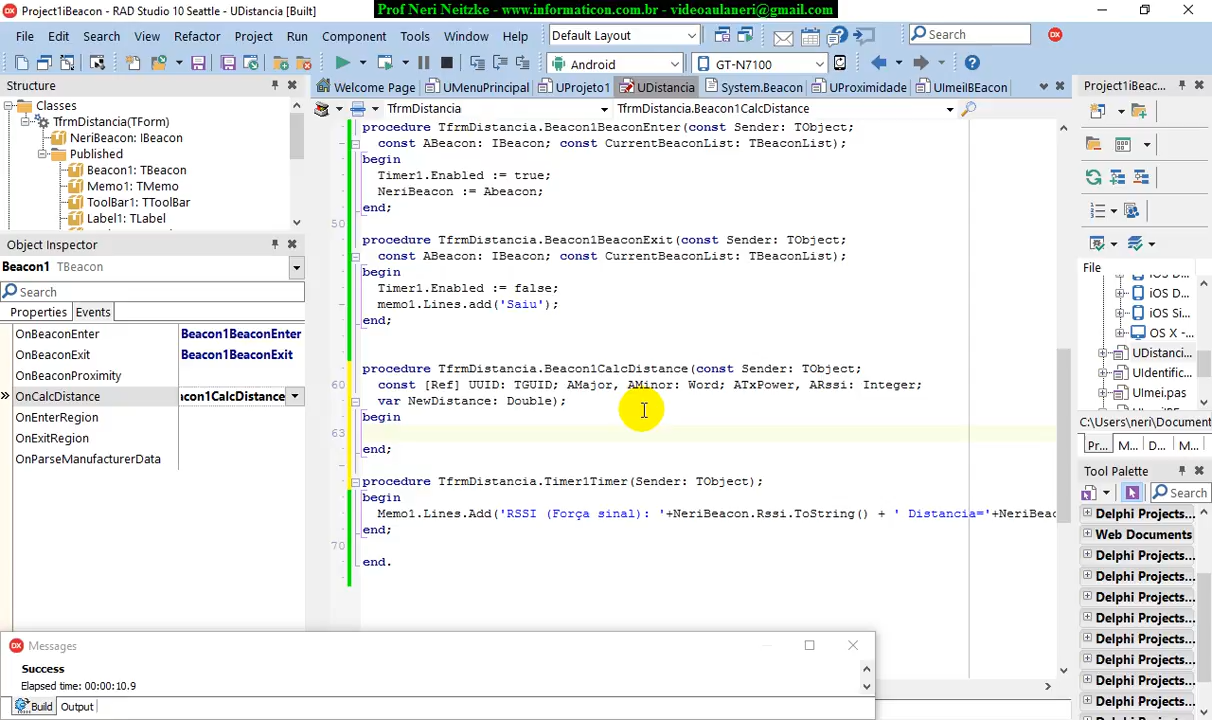 Project1iBeacon - RAD Studio 10 Seattle - UDistancia [Built]
Prof Neri Neitzke - www.informaticon.com.br - videoaulaneri@gmail.com
File Edit Search View Refactor Project Run Component Tools Window Help
Default Layout
Search
Android
GT-N7100
Structure
Classes
TfrmDistancia(TForm)
NeriBeacon: IBeacon
Published
Beacon1: TBeacon
Memo1: TMemo
ToolBar1: TToolBar
Label1: TLabel
Object Inspector
Beacon1 TBeacon
Search
Properties Events
OnBeaconEnter Beacon1BeaconEnter
OnBeaconExit Beacon1BeaconExit
OnBeaconProximity
OnCalcDistance acon1CalcDistance
OnEnterRegion
OnExitRegion
OnParseManufacturerData
Welcome Page UMenuPrincipal UProjeto1 UDistancia System.Beacon UProximidade UImeilBEacon
TfrmDistancia TfrmDistancia.Beacon1CalcDistance
procedure TfrmDistancia.Beacon1BeaconEnter(const Sender: TObject;
const ABeacon: IBeacon; const CurrentBeaconList: TBeaconList);
begin
Timer1.Enabled := true;
NeriBeacon := Abeacon;
end;
50
procedure TfrmDistancia.Beacon1BeaconExit(const Sender: TObject;
const ABeacon: IBeacon; const CurrentBeaconList: TBeaconList);
begin
Timer1.Enabled := false;
memo1.Lines.add('Saiu');
end;
procedure TfrmDistancia.Beacon1CalcDistance(const Sender: TObject;
60 const [Ref] UUID: TGUID; AMajor, AMinor: Word; ATxPower, ARssi: Integer;
var NewDistance: Double);
begin
63
end;
procedure TfrmDistancia.Timer1Timer(Sender: TObject);
begin
Memo1.Lines.Add('RSSI (Força sinal): '+NeriBeacon.Rssi.ToString() + ' Distancia='+NeriBea
end;
70
end.
Project1iBeac...
File
iOS D...
iOS D...
iOS Si...
OS X -...
UDistanci...
UIdentific...
UImei.pas
C:\Users\neri\Document
Pr... M... D... M...
Tool Palette
Search
Delphi Projects...
Web Documents
Delphi Projects...
Delphi Projects...
Delphi Projects...
Delphi Projects...
Delphi Projects...
Delphi Projects...
Delphi Projects...
Delphi Projects...
Messages
Success
Elapsed time: 00:00:10.9
Build Output